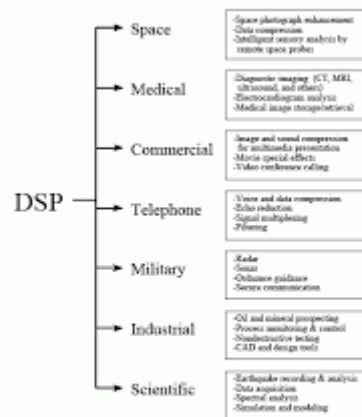 DSP
Space
-Space photograph enhancement
-Data compression
-Intelligent sensory analysis by
remote space probes
Medical
-Diagnostic imaging (CT, MRI,
ultrasound, and others)
-Electrocardiogram analysis
-Medical image storage/retrieval
Commercial
-Image and sound compression
for multimedia presentation
-Movie special effects
-Video conference calling
Telephone
-Voice and data compression
-Echo reduction
-Signal multiplexing
-Filtering
Military
-Radar
-Sonar
-Ordnance guidance
-Secure communication
Industrial
-Oil and mineral prospecting
-Process monitoring & control
-Nondestructive testing
-CAD and design tools
Scientific
-Earthquake recording & analysis
-Data acquisition
-Spectral analysis
-Simulation and modeling